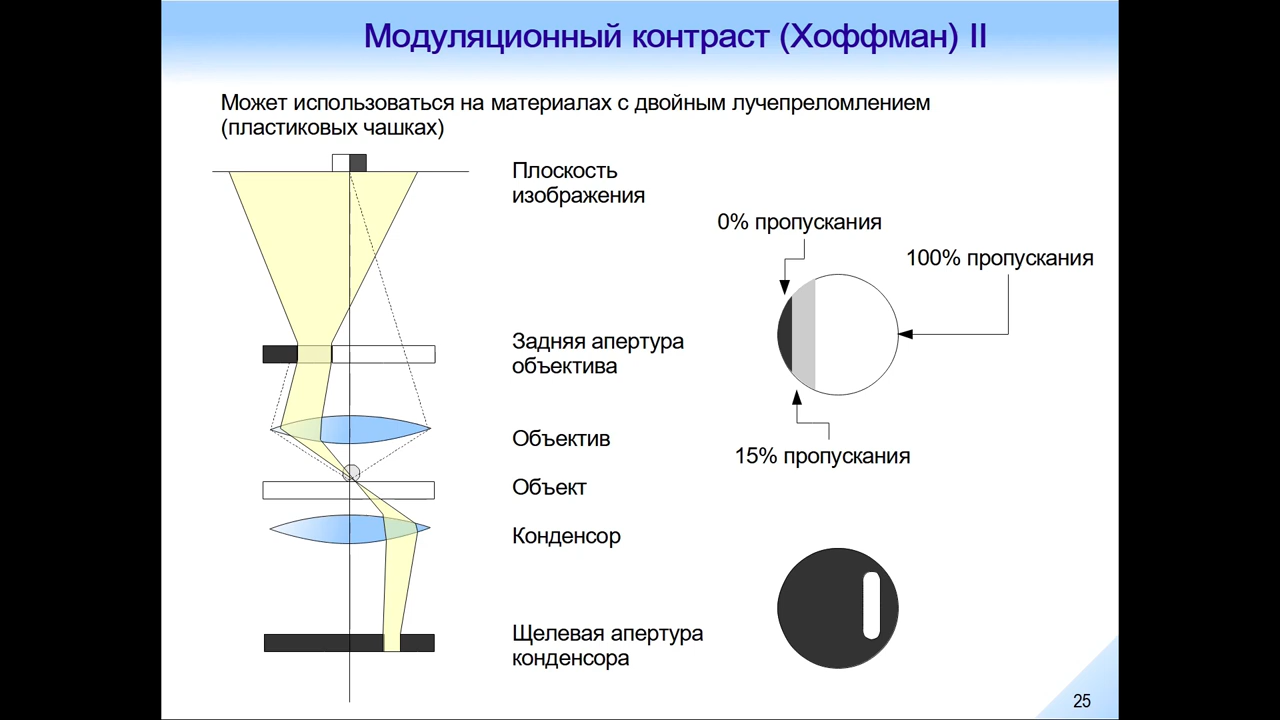 Модуляционный контраст (Хоффман) II
Может использоваться на материалах с двойным лучепреломлением
(пластиковых чашках)
Плоскость
изображения
0% пропускания
100% пропускания
Задняя апертура
объектива
Объектив
15% пропускания
Объект
Конденсор
Щелевая апертура
конденсора
25